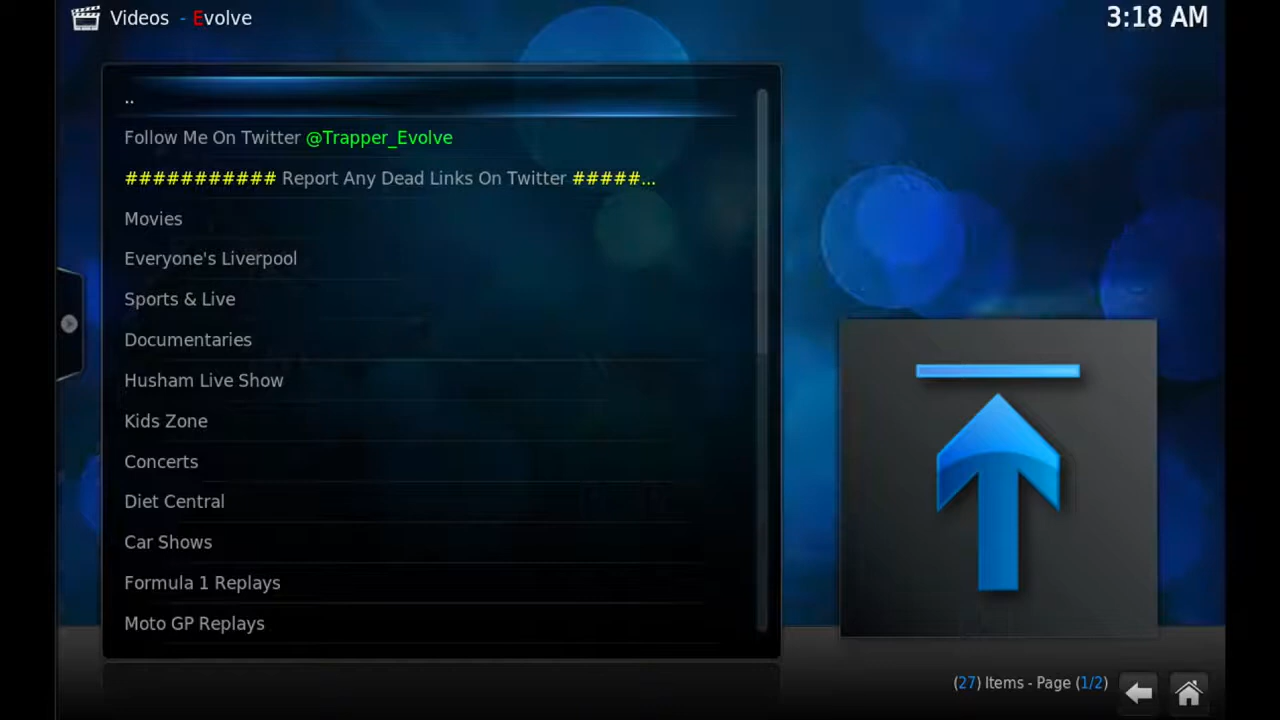 Videos - Evolve
3:18 AM
..
Follow Me On Twitter @Trapper_Evolve
########### Report Any Dead Links On Twitter #####...
Movies
Everyone's Liverpool
Sports & Live
Documentaries
Husham Live Show
Kids Zone
Concerts
Diet Central
Car Shows
Formula 1 Replays
Moto GP Replays
(27) Items - Page (1/2)